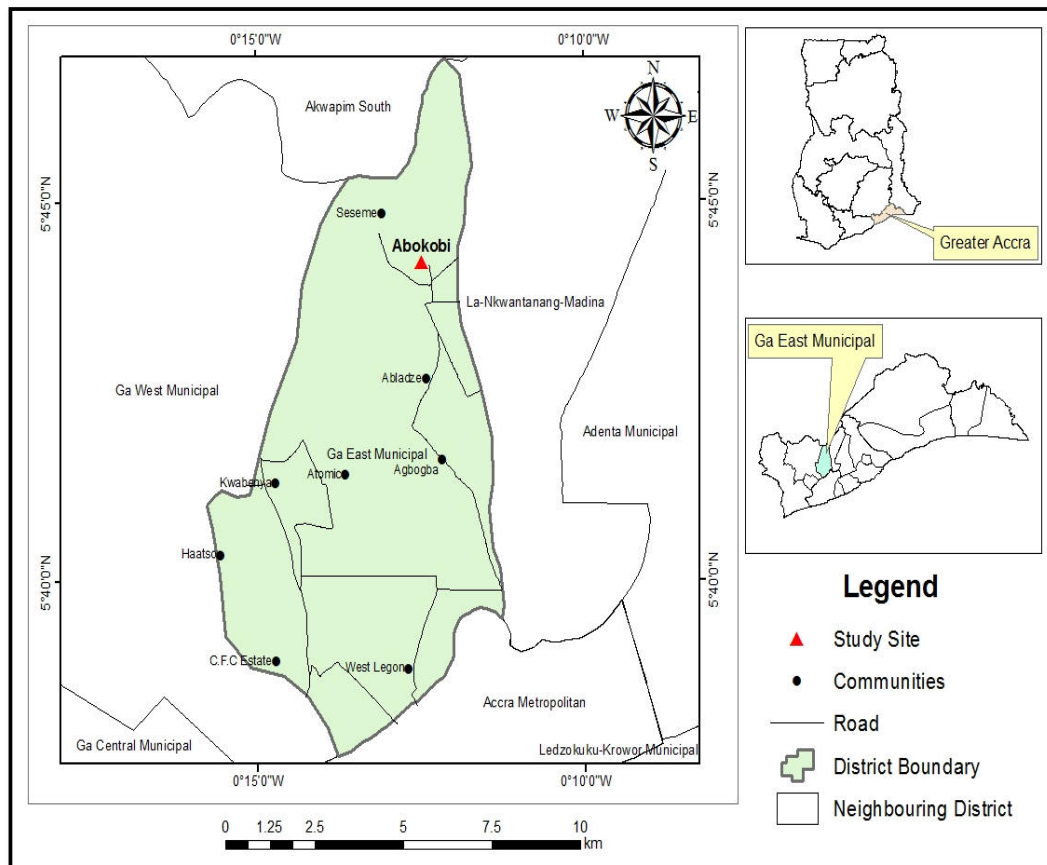 0°15'0"W
0°10'0"W
N
W
E
S
Akwapim South
5°45'0"N
5°45'0"N
Seseme
Abokobi
La-Nkwantanang-Madina
Abladze
Ga West Municipal
Adenta Municipal
Ga East Municipal
Agbogba
Atomic
Kwabenya
Haatso
5°40'0"N
5°40'0"N
C.F.C Estate
West Legon
Accra Metropolitan
Ga Central Municipal
Ledzokuku-Krowor Municipal
0°15'0"W
0°10'0"W
0 1.25 2.5 5 7.5 10
km
Greater Accra
Ga East Municipal
Legend
Study Site
Communities
Road
District Boundary
Neighbouring District